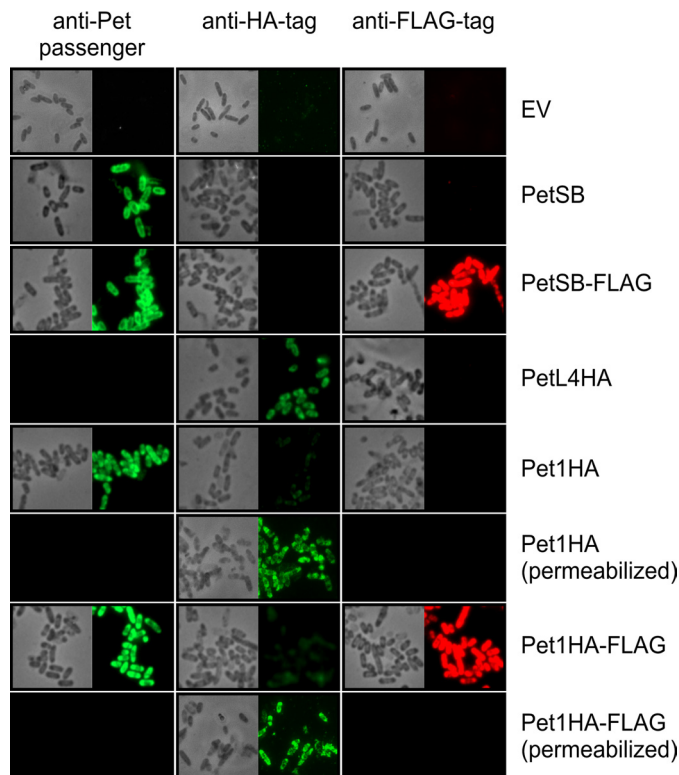 anti-Pet
passenger
anti-HA-tag
anti-FLAG-tag
EV
PetSB
PetSB-FLAG
PetL4HA
Pet1HA
Pet1HA
(permeabilized)
Pet1HA-FLAG
Pet1HA-FLAG
(permeabilized)